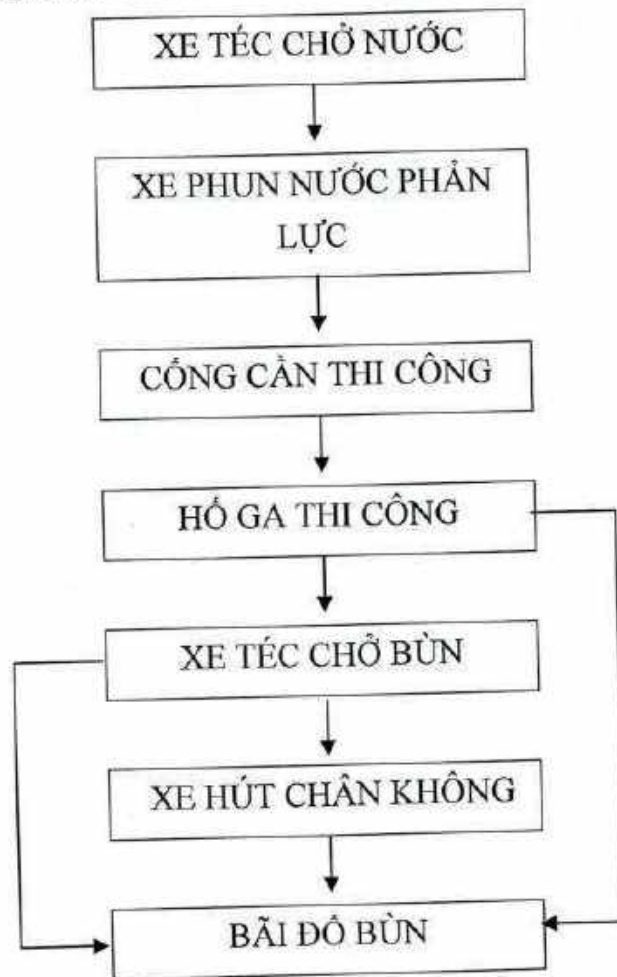 XE TÉC CHỞ NƯỚC
XE PHUN NƯỚC PHẢN
LỰC
CỐNG CẦN THI CÔNG
HỐ GA THI CÔNG
XE TÉC CHỞ BÙN
XE HÚT CHÂN KHÔNG
BÃI ĐỔ BÙN